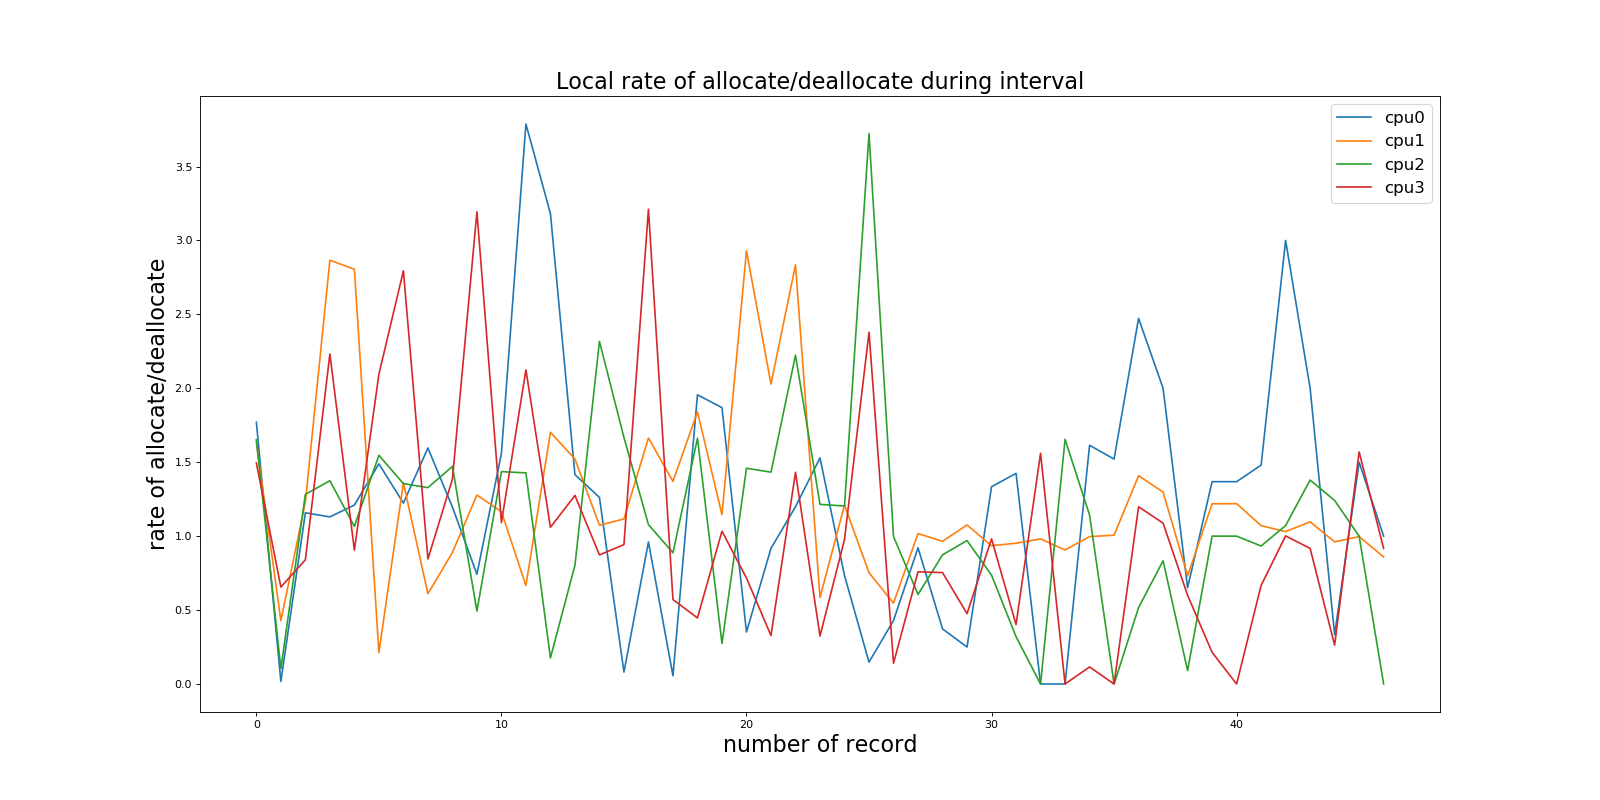 Local rate of allocate/deallocate during interval
cpu0
cpu1
cpu2
cpu3
rate of allocate/deallocate
3.5
3.0
2.5
2.0
1.5
1.0
0.5
0.0
0 10 20 30 40
number of record